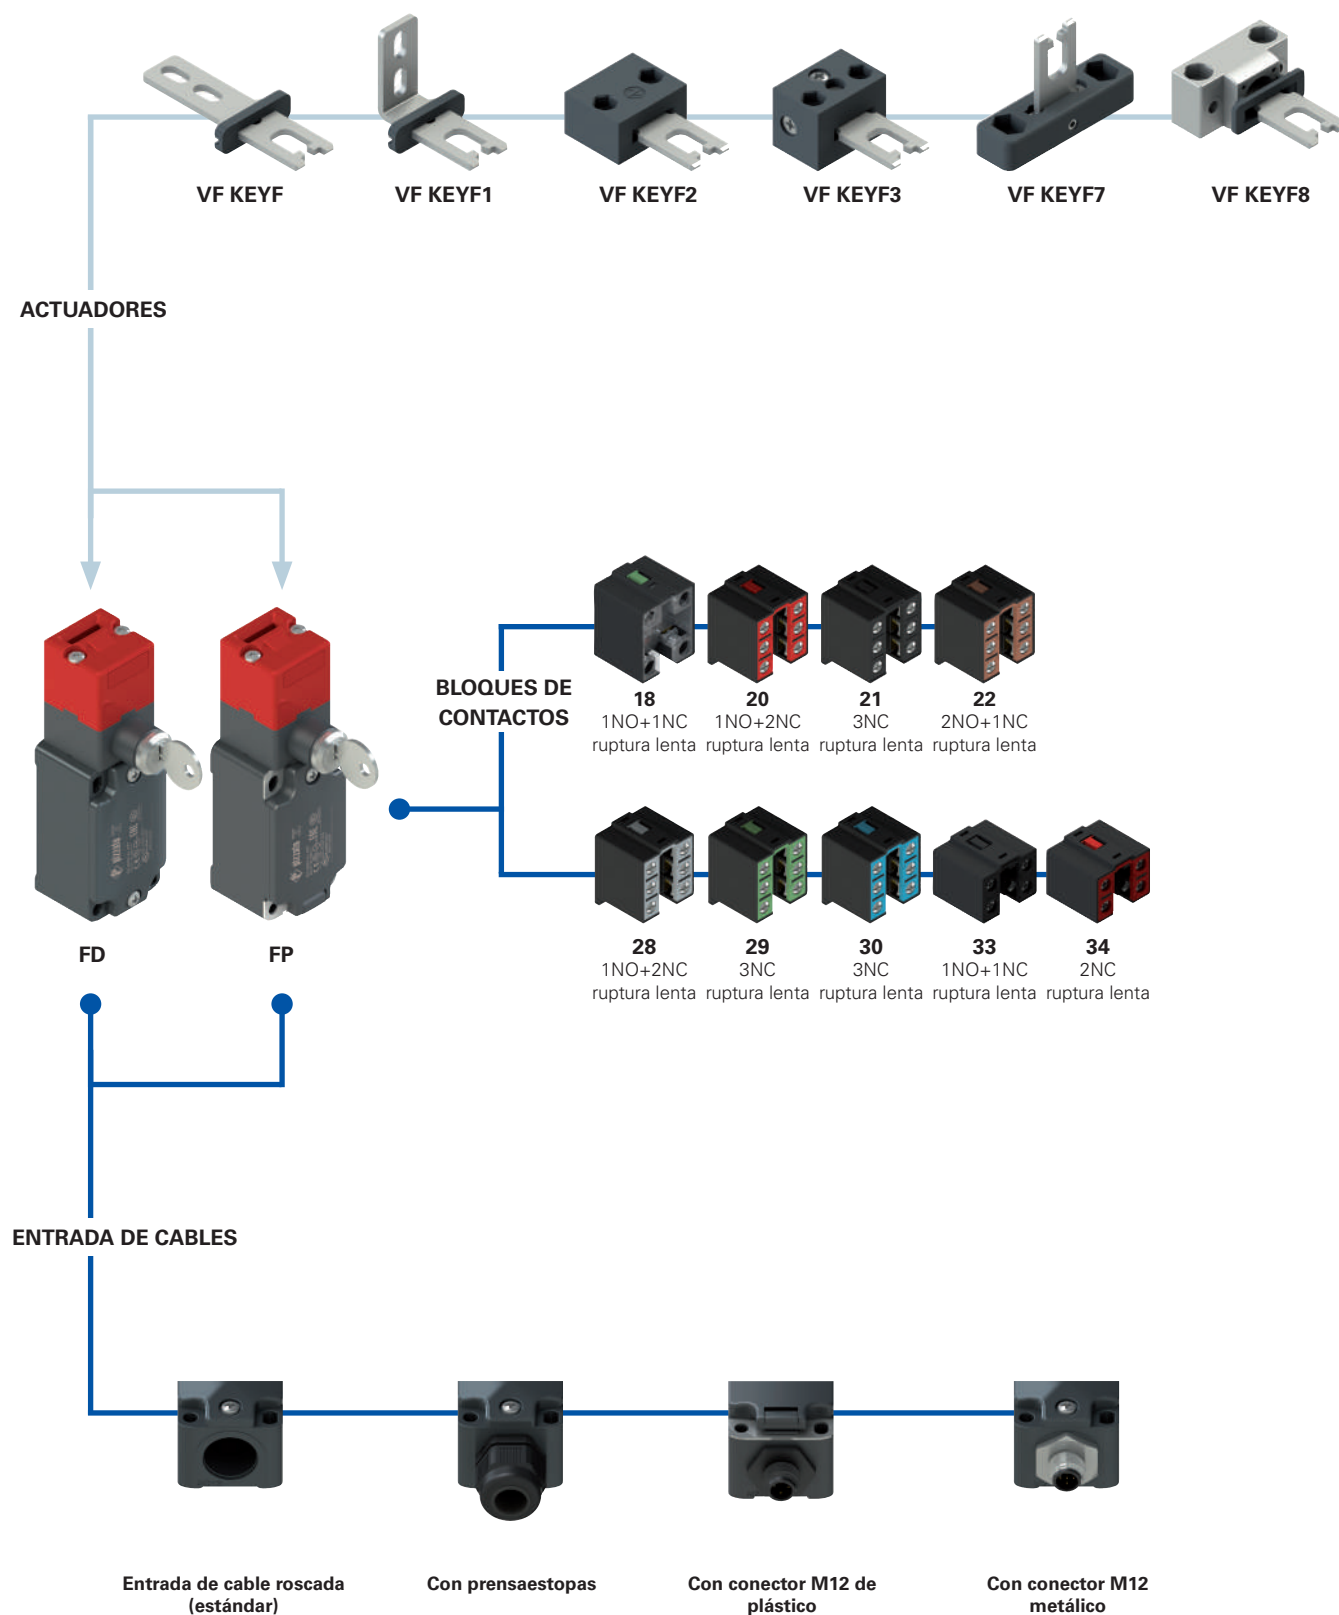 VF KEYF
VF KEYF1
VF KEYF2
VF KEYF3
VF KEYF7
VF KEYF8
ACTUADORES
BLOQUES DE
CONTACTOS
18
1NO+1NC
ruptura lenta
20
1NO+2NC
ruptura lenta
21
3NC
ruptura lenta
22
2NO+1NC
ruptura lenta
28
1NO+2NC
ruptura lenta
29
3NC
ruptura lenta
30
3NC
ruptura lenta
33
1NO+1NC
ruptura lenta
34
2NC
ruptura lenta
pizzato
pizzato
FD
FP
ENTRADA DE CABLES
Entrada de cable roscada
(estándar)
Con prensaestopas
Con conector M12 de
plástico
Con conector M12
metálico